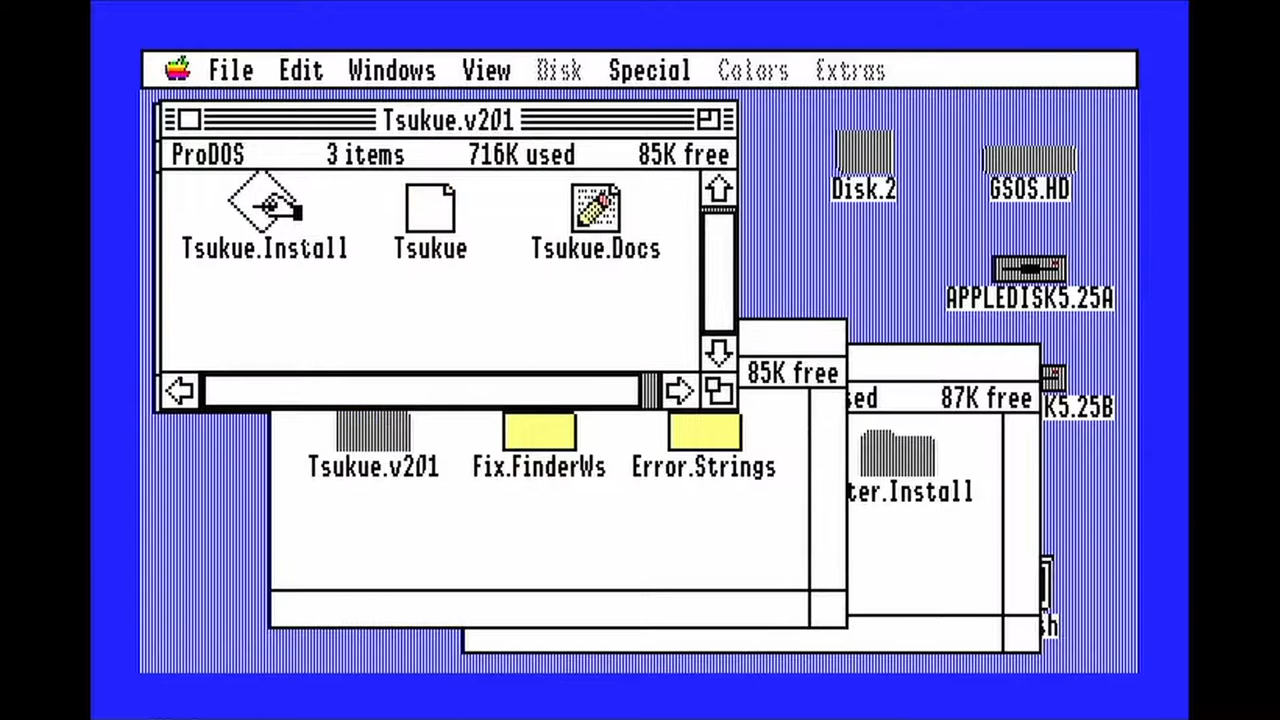 File Edit Windows View Disk Special Colors Extras
Tsukue.v201
ProDOS 3 items 716K used 85K free
Tsukue.Install Tsukue Tsukue.Docs
Disk.2 GSOS.HD
APPLEDISK5.25A
85K free
sed 87K free
K5.25B
Tsukue.v201 Fix.FinderWs Error.Strings
ter.Install
sh